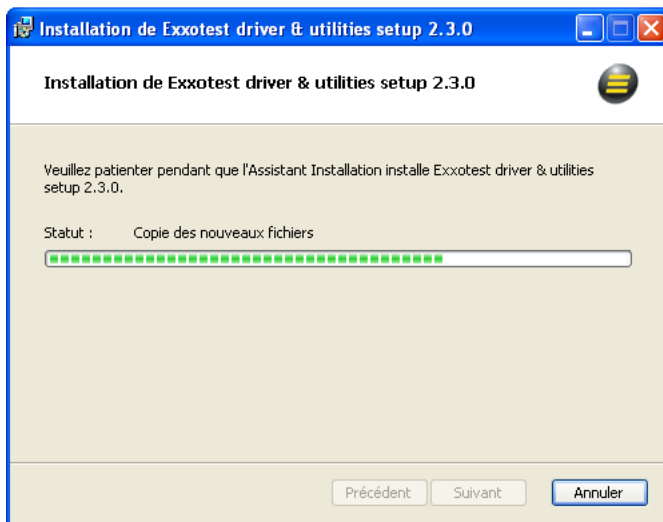 Installation de Exxotest driver & utilities setup 2.3.0
Installation de Exxotest driver & utilities setup 2.3.0
Veuillez patienter pendant que l'Assistant Installation installe Exxotest driver & utilities
setup 2.3.0.
Statut : Copie des nouveaux fichiers
Précédent Suivant Annuler